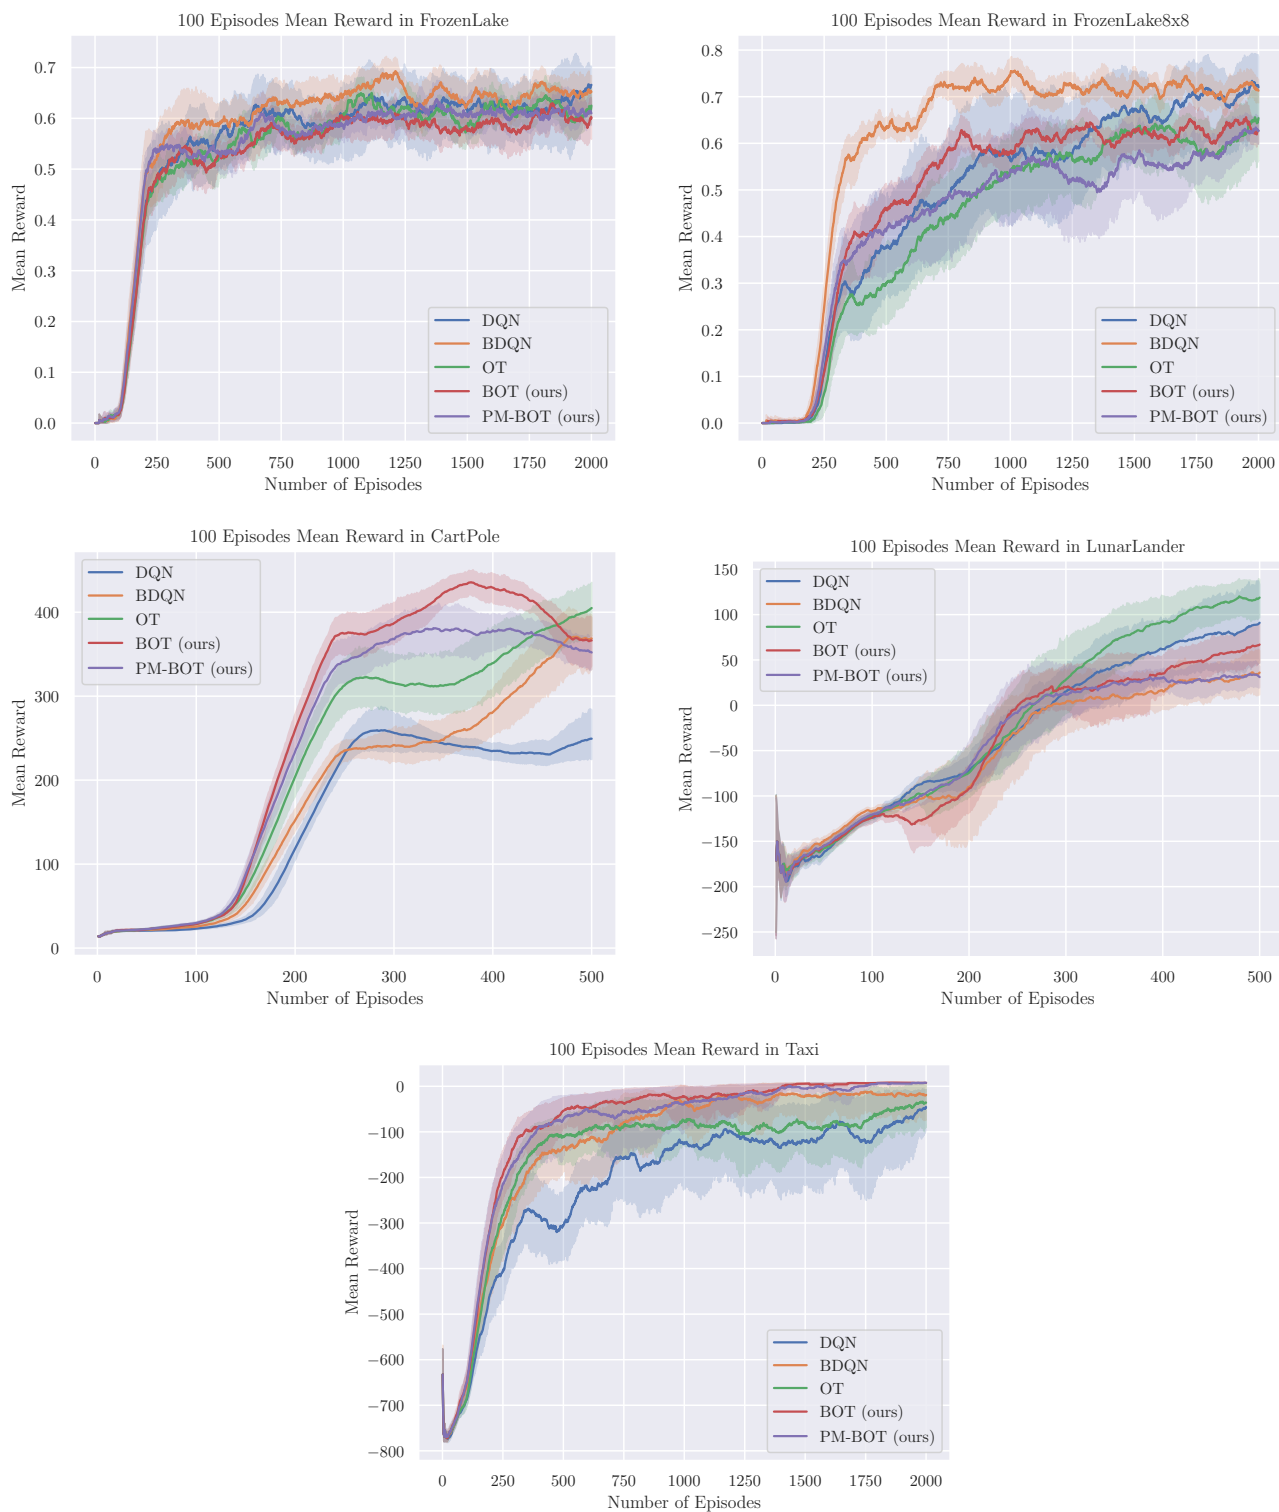 100 Episodes Mean Reward in FrozenLake
0.7
0.6
0.5
0.4
0.3
0.2
0.1
0.0
Mean Reward
DQN
BDQN
OT
BOT (ours)
PM-BOT (ours)
0 250 500 750 1000 1250 1500 1750 2000
Number of Episodes
100 Episodes Mean Reward in FrozenLake8x8
0.8
0.7
0.6
0.5
0.4
0.3
0.2
0.1
0.0
Mean Reward
DQN
BDQN
OT
BOT (ours)
PM-BOT (ours)
0 250 500 750 1000 1250 1500 1750 2000
Number of Episodes
100 Episodes Mean Reward in CartPole
400
300
200
100
0
Mean Reward
DQN
BDQN
OT
BOT (ours)
PM-BOT (ours)
0 100 200 300 400 500
Number of Episodes
100 Episodes Mean Reward in LunarLander
150
100
50
0
−50
−100
−150
−200
−250
Mean Reward
DQN
BDQN
OT
BOT (ours)
PM-BOT (ours)
0 100 200 300 400 500
Number of Episodes
100 Episodes Mean Reward in Taxi
0
−100
−200
−300
−400
−500
−600
−700
−800
Mean Reward
DQN
BDQN
OT
BOT (ours)
PM-BOT (ours)
0 250 500 750 1000 1250 1500 1750 2000
Number of Episodes